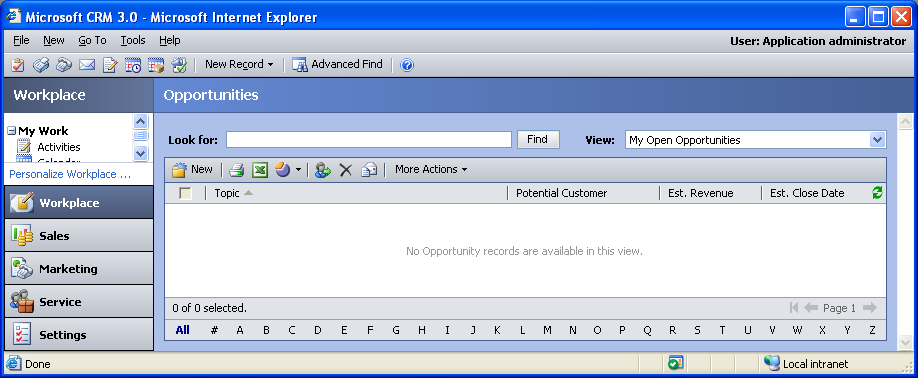 Microsoft CRM 3.0 - Microsoft Internet Explorer
File New Go To Tools Help User: Application administrator
New Record Advanced Find
Workplace Opportunities
My Work
Activities
Calendar
Personalize Workplace ...
Workplace
Sales
Marketing
Service
Settings
Look for: Find View: My Open Opportunities
New More Actions
Topic Potential Customer Est. Revenue Est. Close Date
No Opportunity records are available in this view.
0 of 0 selected. Page 1
All # A B C D E F G H I J K L M N O P Q R S T U V W X Y Z
Done Local intranet